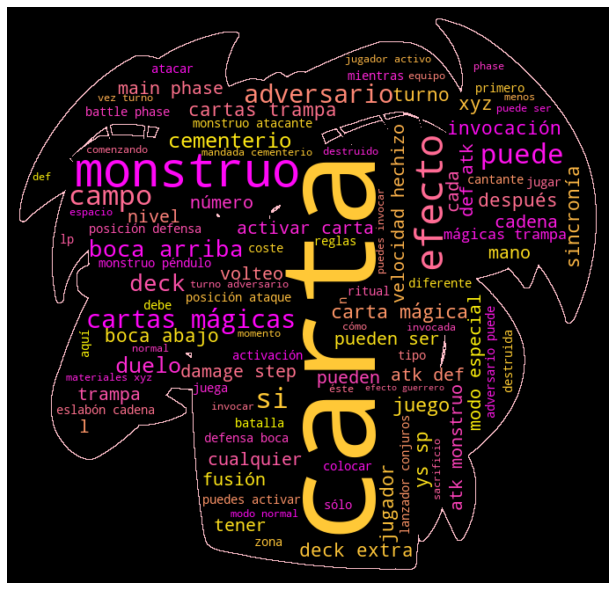 atacar
jugador activo
phase
mientras
equipo
main phase
adversario
turno
primero
menos
vez turno
battle phase
cartas trampa
xyz
puede ser
monstruo atacante
invocación
cementerio
comenzando
mandada cementerio
destruido
puede
def
monstruo
carta
efecto
velocidad hechizo
cada
def atk
campo
número
puedes invocar
después
cantante
jugar
sincronía
espacio
nivel
posición defensa
activar carta
cadena
lp
reglas
mágicas trampa
boca arriba
coste
mano
monstruo péndulo
volteo
diferente
deck
turno adversario
ritual
n
posición ataque
carta mágica
debe
cartas mágicas
momento
cómo
invocada
modo especial
adversario puede
destruida
aquí
boca abajo
pueden ser
normal
activación
tipo
duelo
damage step
pueden
atk def
materiales xyz
éste
efecto guerrero
trampa
juega
si
juego
atk monstruo
eslabón cadena
invocar
l
batalla
jugador
lanzador conjuros
sacrificio
defensa boca
cualquier
colocar
ys sp
fusión
puedes activar
sólo
modo normal
tener
zona
deck extra